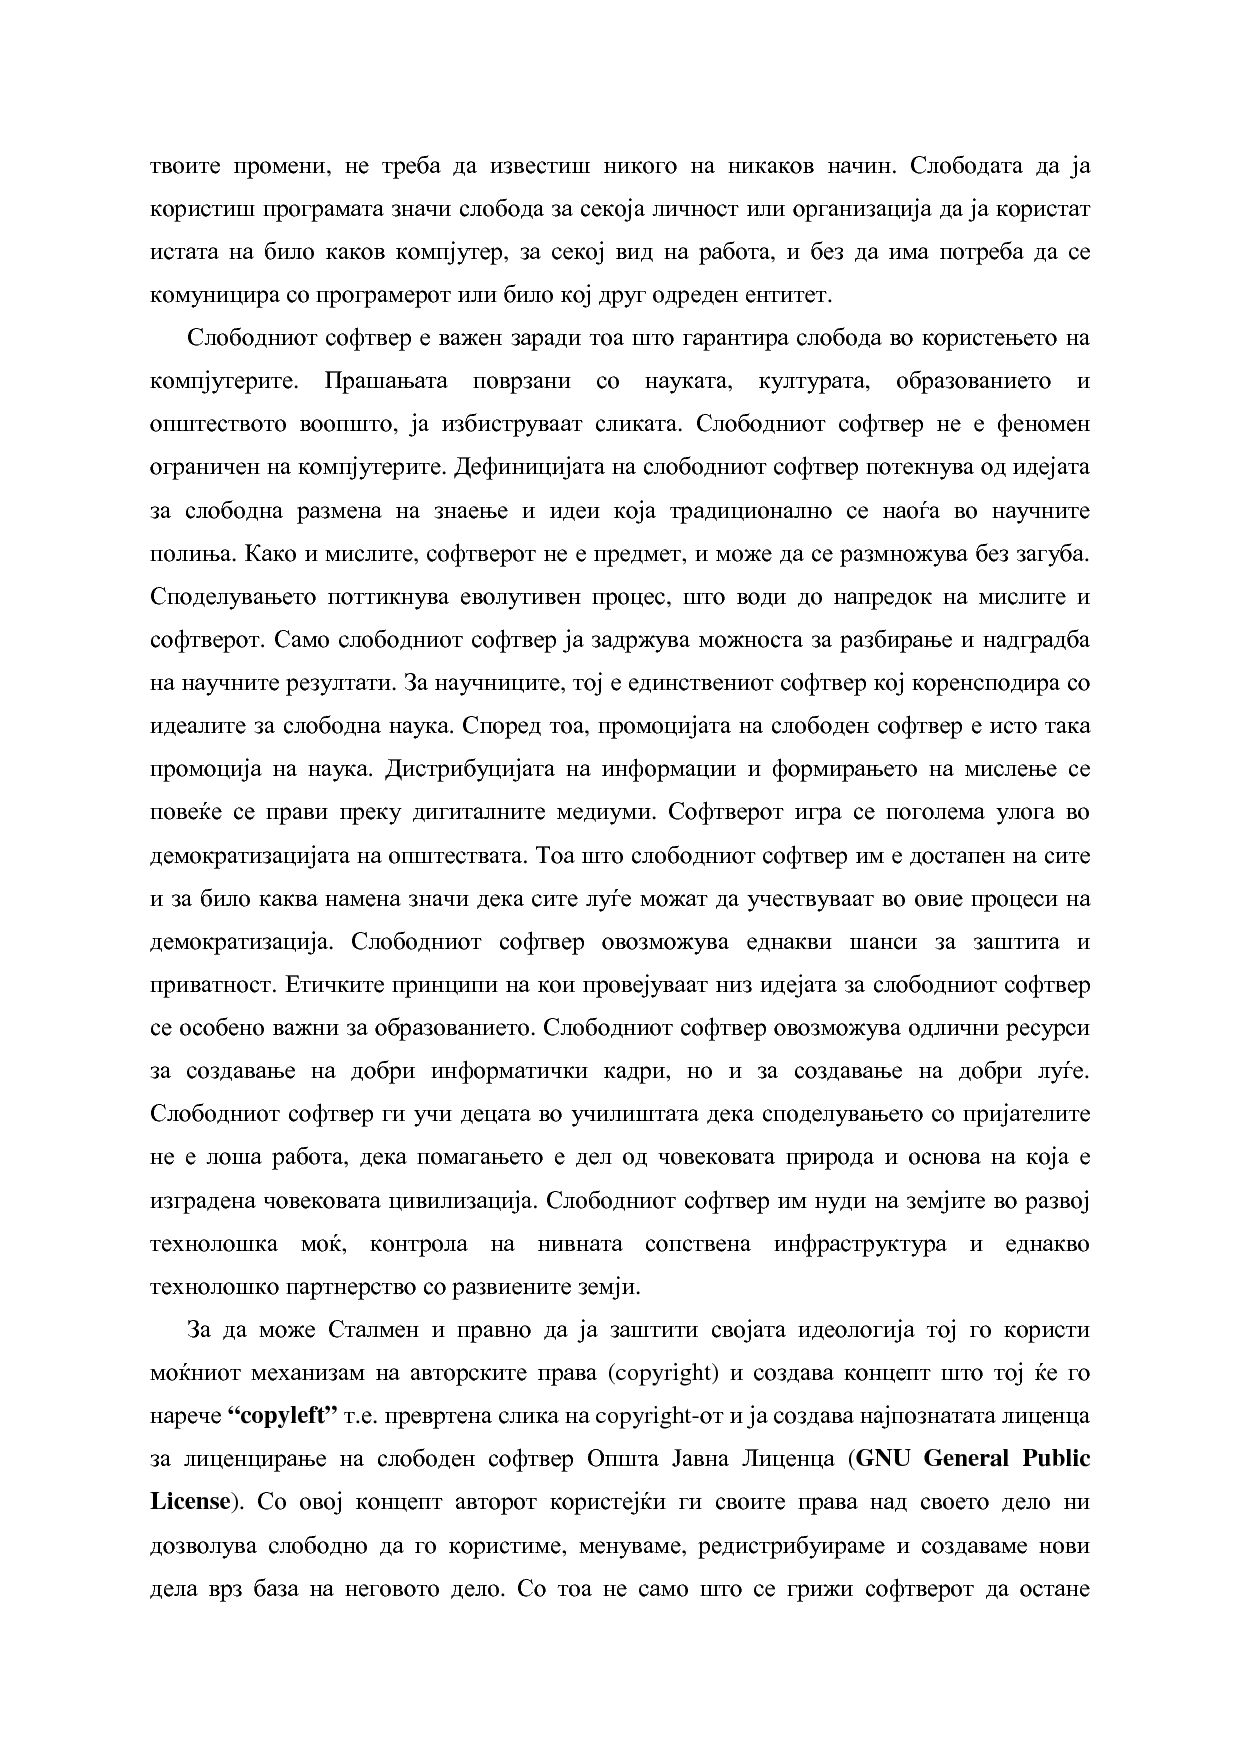 твоите промени, не треба да известиш никого на никаков начин. Слободата да ја
користиш програмата значи слобода за секоја личност или организација да ја користат
истата на било каков компјутер, за секој вид на работа, и без да има потреба да се
комуницира со програмерот или било кој друг одреден ентитет.
Слободниот софтвер е важен заради тоа што гарантира слобода во користењето на
компјутерите. Прашањата поврзани со науката, културата, образованието и
општеството воопшто, ја избиструваат сликата. Слободниот софтвер не е феномен
ограничен на компјутерите. Дефиницијата на слободниот софтвер потекнува од идејата
за слободна размена на знаење и идеи која традиционално се наоѓа во научните
полиња. Како и мислите, софтверот не е предмет, и може да се размножува без загуба.
Споделувањето поттикнува еволутивен процес, што води до напредок на мислите и
софтверот. Само слободниот софтвер ја задржува можноста за разбирање и надградба
на научните резултати. За научниците, тој е единствениот софтвер кој коренсподира со
идеалите за слободна наука. Според тоа, промоцијата на слободен софтвер е исто така
промоција на наука. Дистрибуцијата на информации и формирањето на мислење се
повеќе се прави преку дигиталните медиуми. Софтверот игра се поголема улога во
демократизацијата на општествата. Тоа што слободниот софтвер им е достапен на сите
и за било каква намена значи дека сите луѓе можат да учествуваат во овие процеси на
демократизација. Слободниот софтвер овозможува еднакви шанси за заштита и
приватност. Етичките принципи на кои провејуваат низ идејата за слободниот софтвер
се особено важни за образованието. Слободниот софтвер овозможува одлични ресурси
за создавање на добри информатички кадри, но и за создавање на добри луѓе.
Слободниот софтвер ги учи децата во училиштата дека споделувањето со пријателите
не е лоша работа, дека помагањето е дел од човековата природа и основа на која е
изградена човековата цивилизација. Слободниот софтвер им нуди на земјите во развој
технолошка моќ, контрола на нивната сопствена инфраструктура и еднакво
технолошко партнерство со развиените земји.
За да може Сталмен и правно да ја заштити својата идеологија тој го користи
моќниот механизам на авторските права (copyright) и создава концепт што тој ќе го
нарече “copyleft” т.е. превртена слика на copyright-от и ја создава најпознатата лиценца
за лиценцирање на слободен софтвер Општа Јавна Лиценца (GNU General Public
License). Со овој концепт авторот користејќи ги своите права над своето дело ни
дозволува слободно да го користиме, менуваме, редистрибуираме и создаваме нови
дела врз база на неговото дело. Со тоа не само што се грижи софтверот да остане